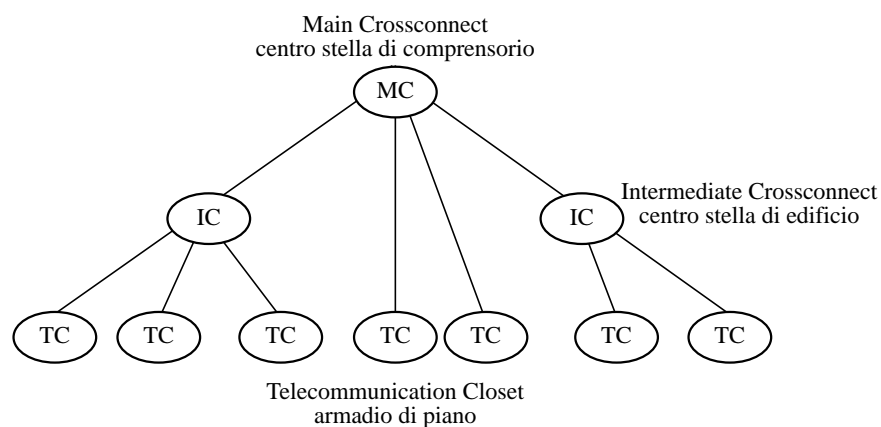 Main Crossconnect
centro stella di comprensorio
MC
Intermediate Crossconnect
centro stella di edificio
IC
IC
TC
TC
TC
TC
TC
TC
TC
Telecommunication Closet
armadio di piano